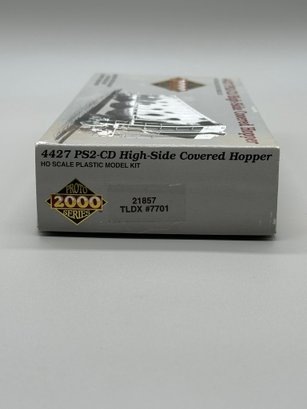 4427 PS2-CD High-Side Covered Hopper
HO SCALE PLASTIC MODEL KIT
PROTO
2000
SERIES
21857
TLDX #7701